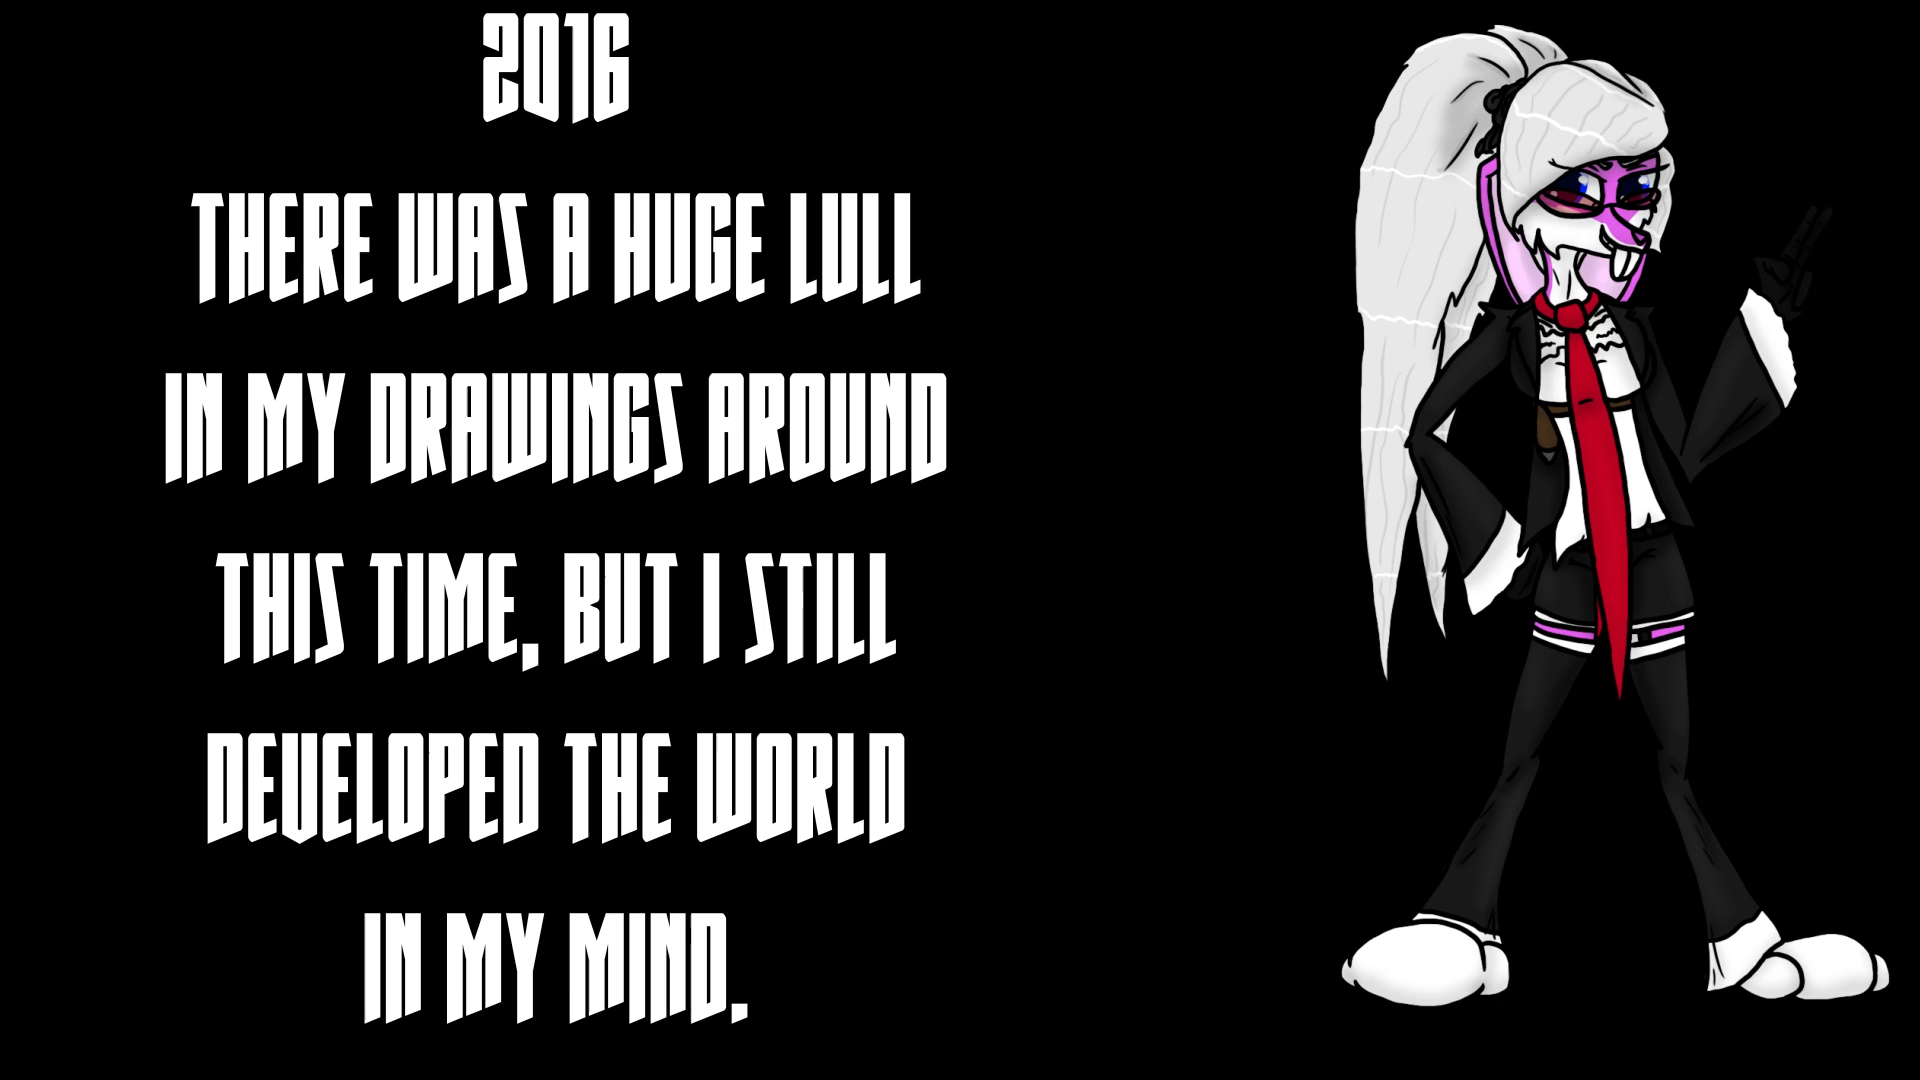 2016
THERE WAS A HUGE LULL
IN MY DRAWINGS AROUND
THIS TIME, BUT I STILL
DEVELOPED THE WORLD
IN MY MIND.